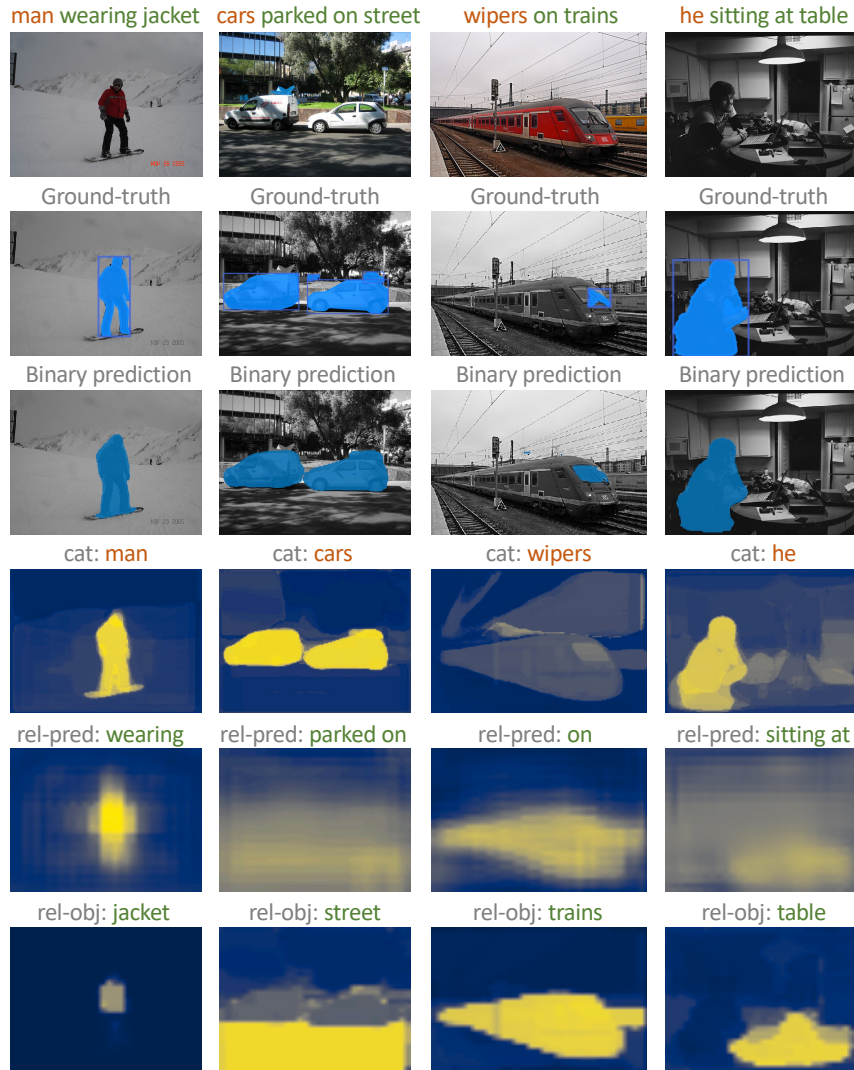 man wearing jacket cars parked on street wipers on trains he sitting at table
Ground-truth Ground-truth Ground-truth Ground-truth
Binary prediction Binary prediction Binary prediction Binary prediction
cat: man cat: cars cat: wipers cat: he
rel-pred: wearing rel-pred: parked on rel-pred: on rel-pred: sitting at
rel-obj: jacket rel-obj: street rel-obj: trains rel-obj: table